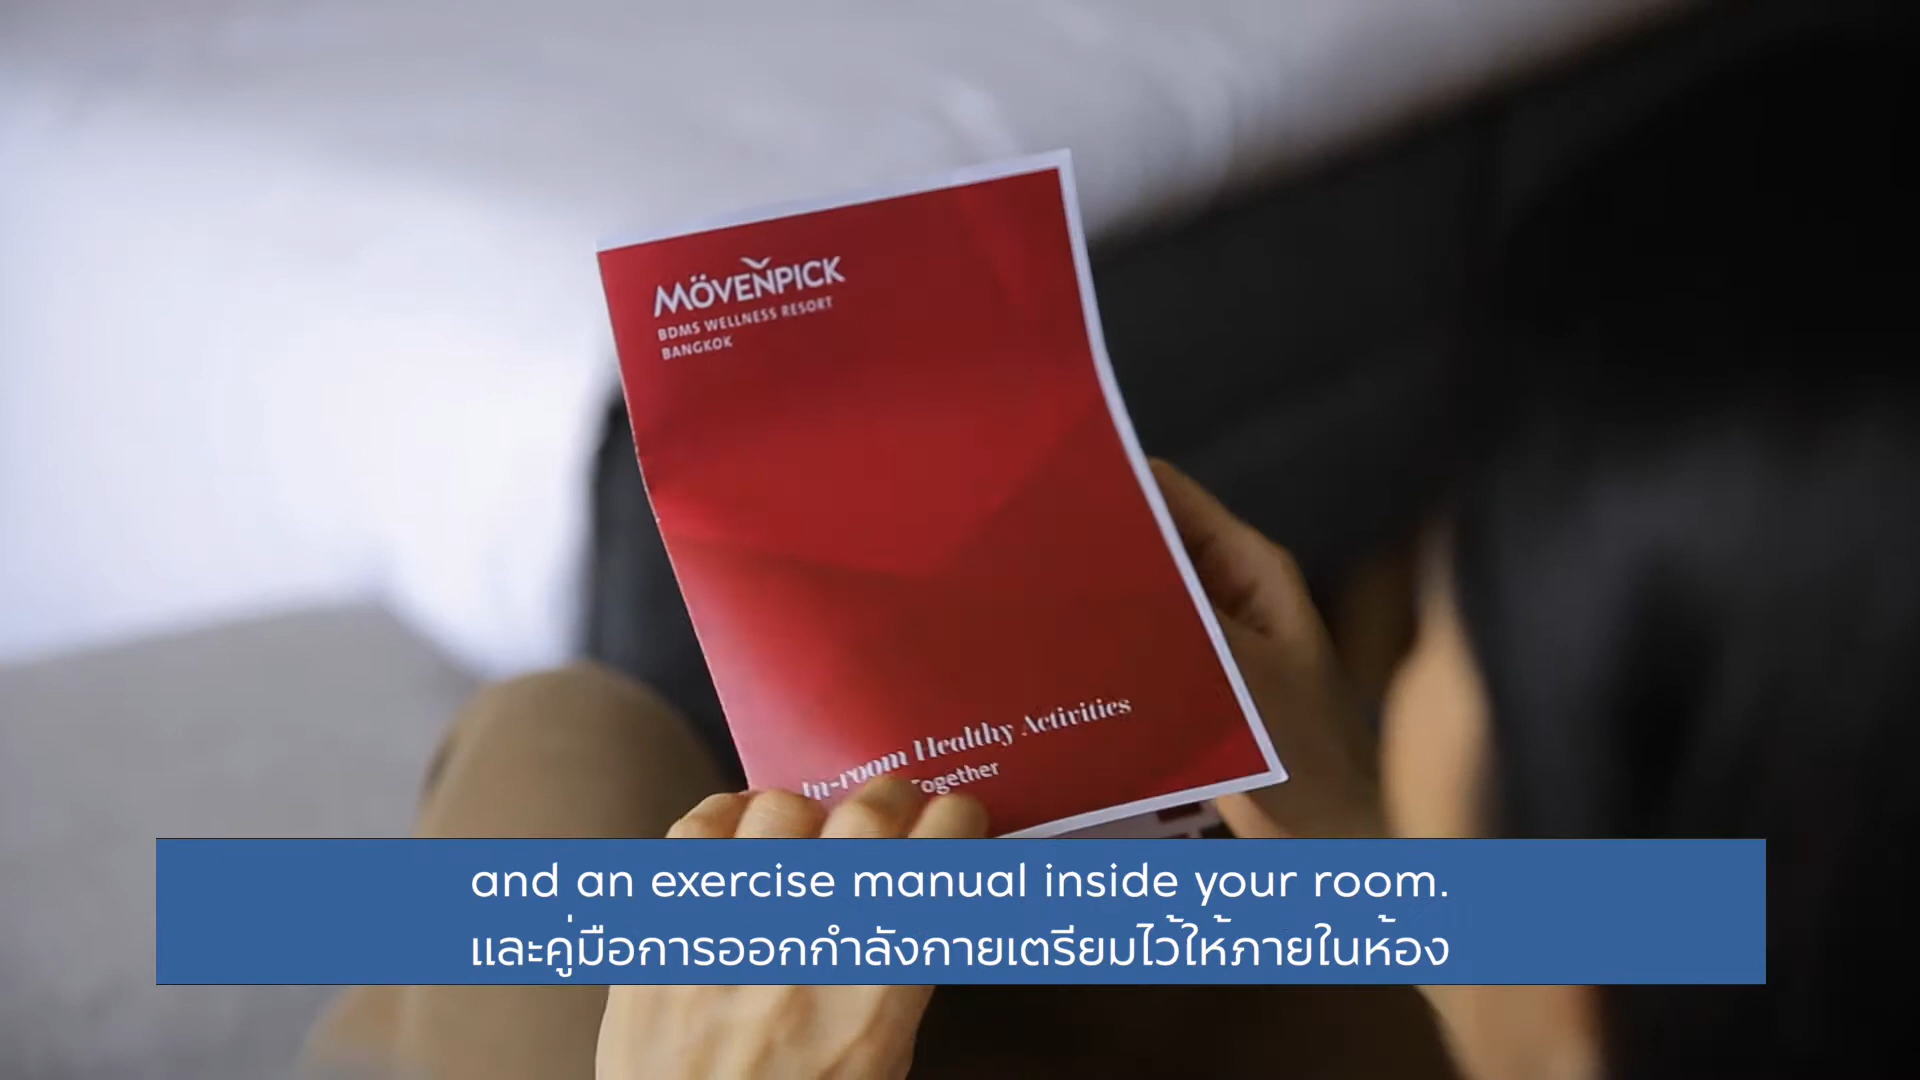 MÖVENPICK
BDMS WELLNESS RESORT
BANGKOK
In-room Healthy Activities
Together
and an exercise manual inside your room.
และคู่มือการออกกำลังกายเตรียมไว้ให้ภายในห้อง